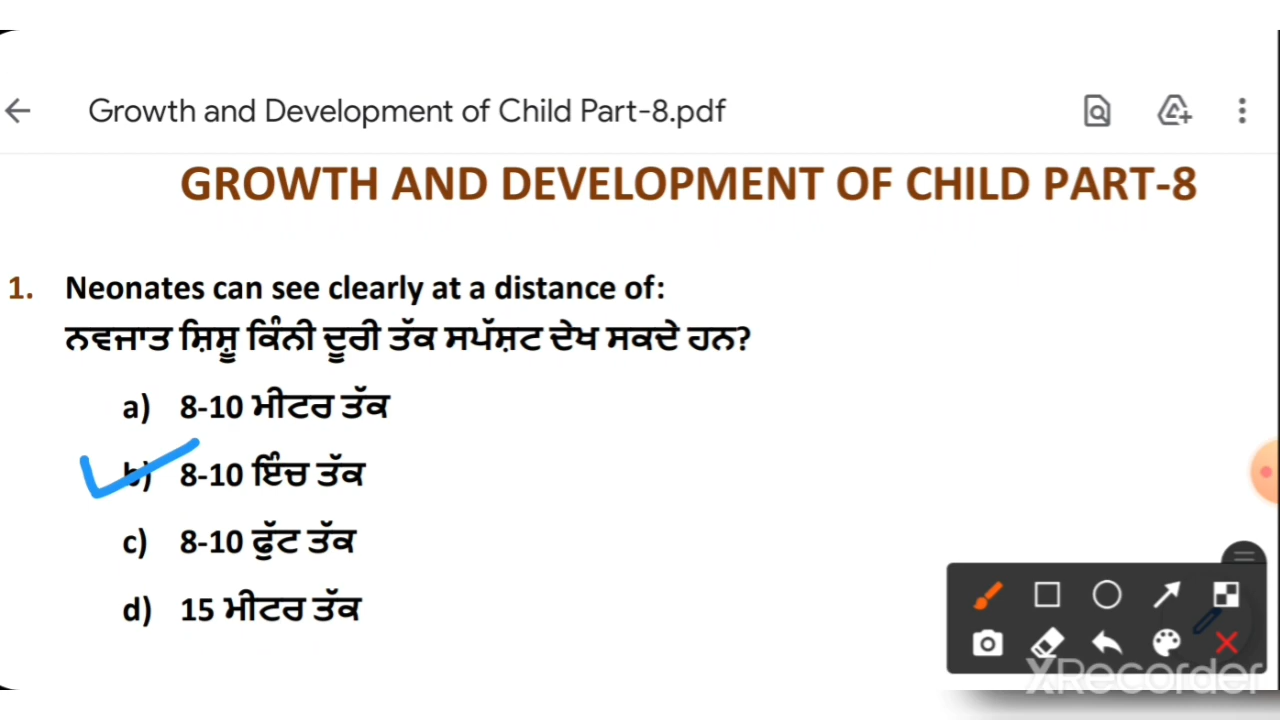 Growth and Development of Child Part-8.pdf
GROWTH AND DEVELOPMENT OF CHILD PART-8
1. Neonates can see clearly at a distance of:
ਨਵਜਾਤ ਸ਼ਿਸ਼ੂ ਕਿੰਨੀ ਦੂਰੀ ਤੱਕ ਸਪੱਸ਼ਟ ਦੇਖ ਸਕਦੇ ਹਨ?
a) 8-10 ਮੀਟਰ ਤੱਕ
b) 8-10 ਇੰਚ ਤੱਕ
c) 8-10 ਫੁੱਟ ਤੱਕ
d) 15 ਮੀਟਰ ਤੱਕ
XRecorder